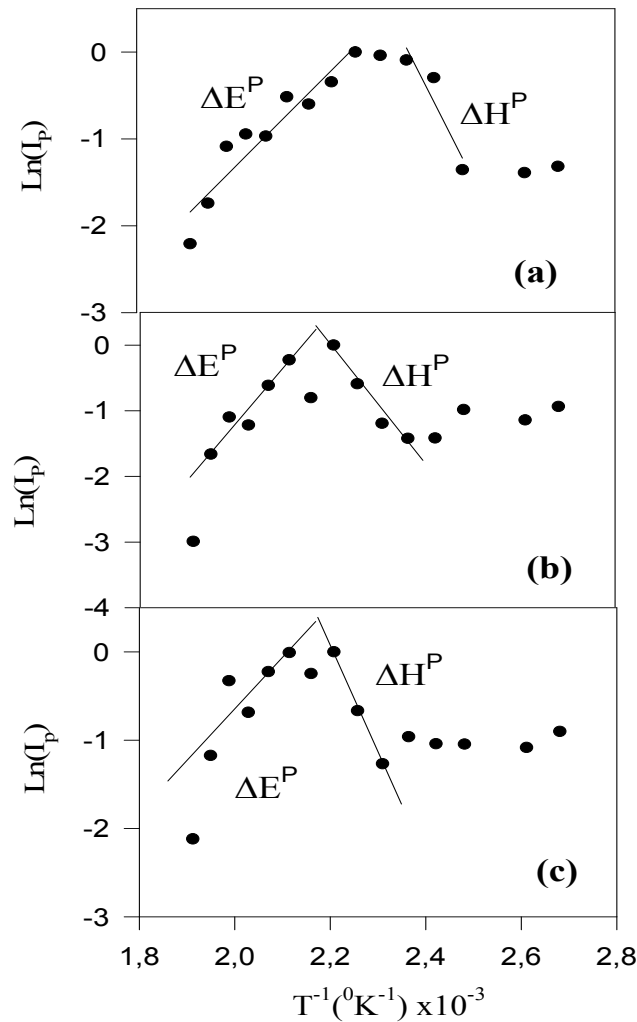 0
ΔE^P
ΔH^P
-1
Ln(I_P)
-2
(a)
-3
0
ΔE^P
ΔH^P
-1
Ln(I_P)
-2
-3
(b)
-4
0
ΔH^P
-1
Ln(I_P)
ΔE^P
-2
(c)
-3
1,8 2,0 2,2 2,4 2,6 2,8
T^-1(^0K^-1) x10^-3